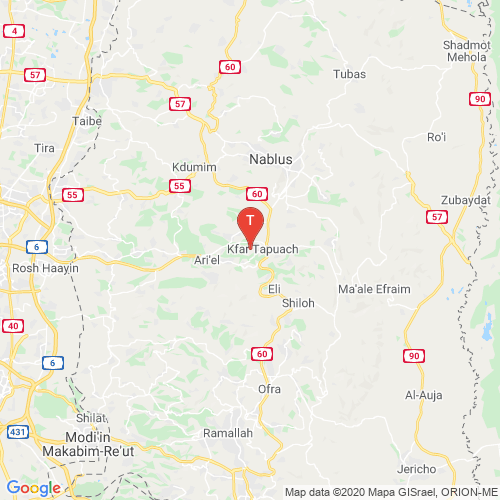 4
Shadmot
Mehola
60
57
Tubas
90
57
Taibe
Ro'i
Tira
Nablus
Kdumim
55
55
60
Zubaydat
57
T
6
Kfar Tapuach
Rosh Haayin
Ari'el
Eli
Ma'ale Efraim
Shiloh
40
60
90
6
Ofra
Al-Auja
Shilat
431
Modi'in
Makabim-Re'ut
Ramallah
Jericho
Google
Map data ©2020 Mapa GISrael, ORION-ME